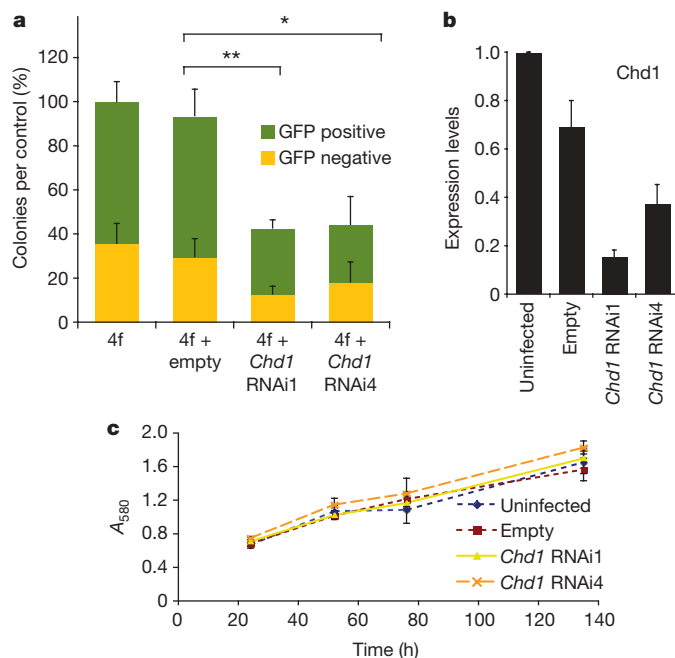 a
*
**
120
100
80
60
40
20
0
Colonies per control (%)
GFP positive
GFP negative
4f
4f +
empty
4f +
Chd1
RNAi1
4f +
Chd1
RNAi4
b
Chd1
1.0
0.8
0.6
0.4
0.2
0
Expression levels
Uninfected
Empty
Chd1 RNAi1
Chd1 RNAi4
c
2.0
1.6
1.2
0.8
0.4
0
A580
0 20 40 60 80 100 120 140
Time (h)
Uninfected
Empty
Chd1 RNAi1
Chd1 RNAi4